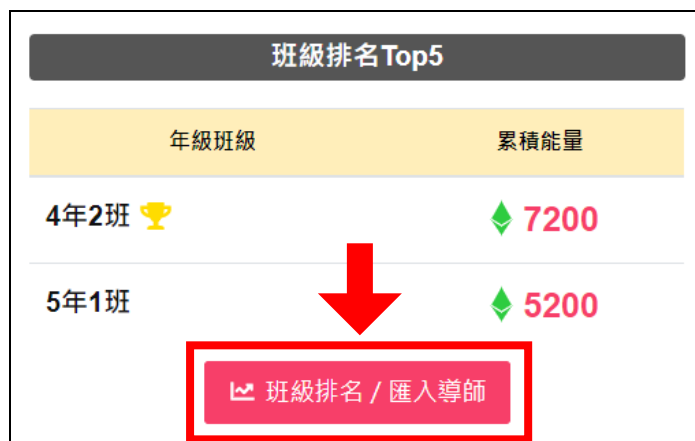 班級排名Top5
年級班級 累積能量
4年2班 7200
5年1班 5200
班級排名 / 匯入導師